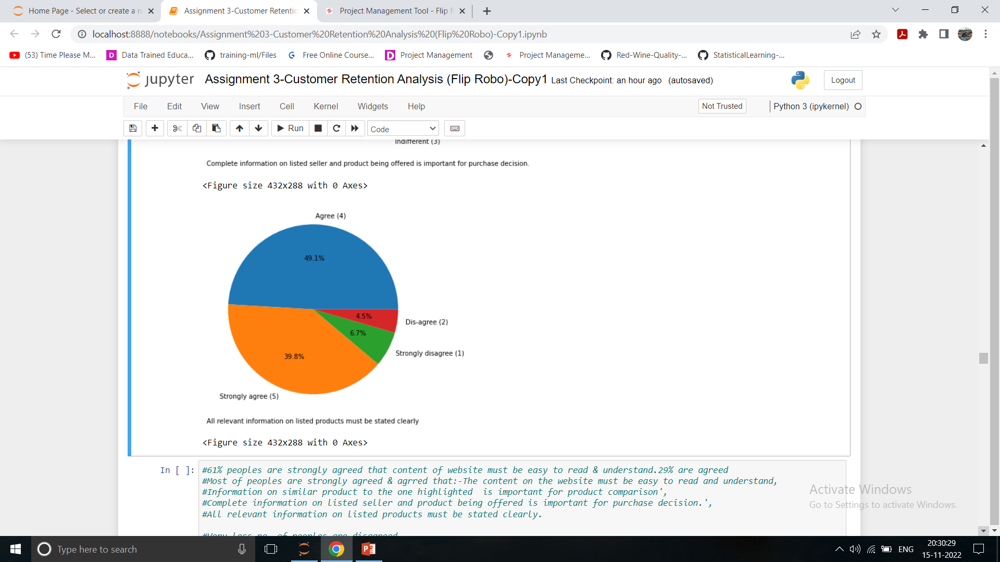 Home Page - Select or create a n
Assignment 3-Customer Retentic
Project Management Tool - Flip R
localhost:8888/notebooks/Assignment%203-Customer%20Retention%20Analysis%20(Flip%20Robo)-Copy1.ipynb
(53) Time Please M...
Data Trained Educa...
training-ml/Files
Free Online Course...
Project Management
Project Manageme...
Red-Wine-Quality-...
StatisticalLearning-...
jupyter Assignment 3-Customer Retention Analysis (Flip Robo)-Copy1 Last Checkpoint: an hour ago (autosaved)
Logout
File Edit View Insert Cell Kernel Widgets Help
Not Trusted
Python 3 (ipykernel)
Run
Code
Indifferent (3)
Complete information on listed seller and product being offered is important for purchase decision.
<Figure size 432x288 with 0 Axes>
Agree (4)
49.1%
4.5%
Dis-agree (2)
6.7%
Strongly disagree (1)
39.8%
Strongly agree (5)
All relevant information on listed products must be stated clearly
<Figure size 432x288 with 0 Axes>
In [ ]: #61% peoples are strongly agreed that content of website must be easy to read & understand.29% are agreed
#Most of peoples are strongly agreed & agrred that:-The content on the website must be easy to read and understand,
#Information on similar product to the one highlighted  is important for product comparison',
#Complete information on listed seller and product being offered is important for purchase decision.',
#All relevant information on listed products must be stated clearly.
#Very less no. of peoples are disagreed
Activate Windows
Go to Settings to activate Windows.
Type here to search
ENG
20:30:29
15-11-2022